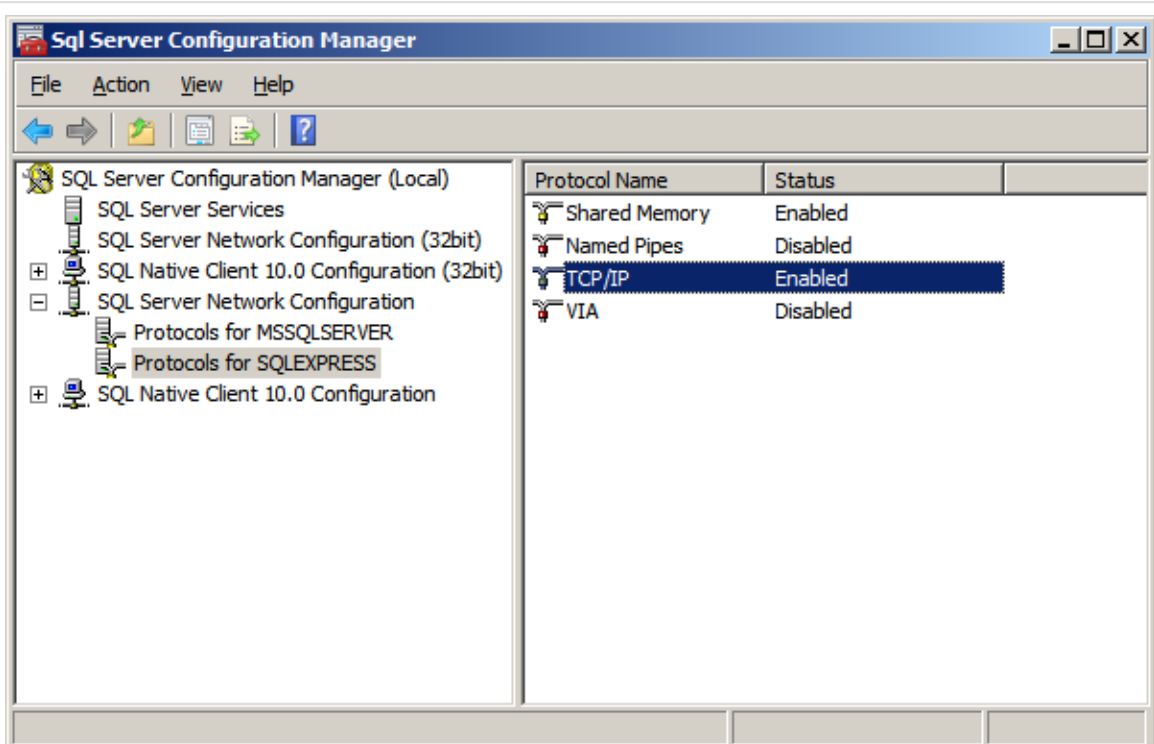 Sql Server Configuration Manager
File Action View Help
SQL Server Configuration Manager (Local)
SQL Server Services
SQL Server Network Configuration (32bit)
SQL Native Client 10.0 Configuration (32bit)
SQL Server Network Configuration
Protocols for MSSQLSERVER
Protocols for SQLEXPRESS
SQL Native Client 10.0 Configuration
Protocol Name Status
Shared Memory Enabled
Named Pipes Disabled
TCP/IP Enabled
VIA Disabled